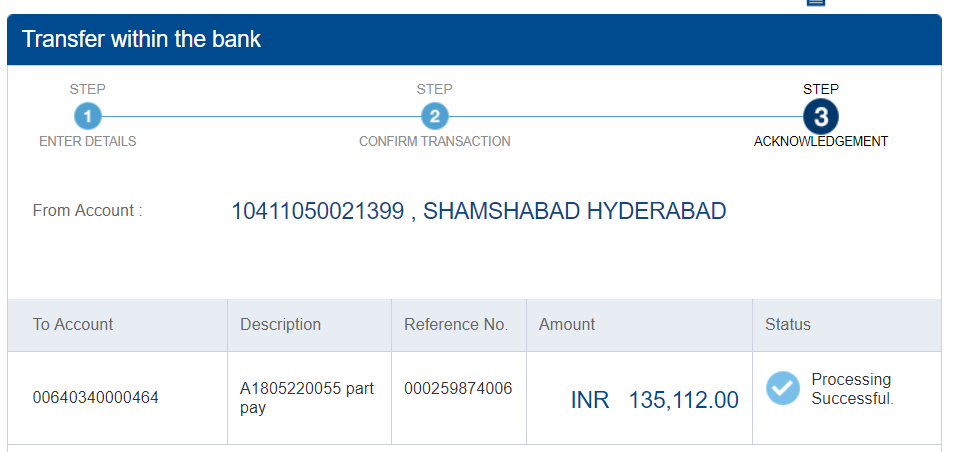 Transfer within the bank
STEP STEP STEP
1 2 3
ENTER DETAILS CONFIRM TRANSACTION ACKNOWLEDGEMENT
From Account : 10411050021399 , SHAMSHABAD HYDERABAD
To Account Description Reference No. Amount Status
00640340000464 A1805220055 part 000259874006 INR 135,112.00 Processing
pay Successful.